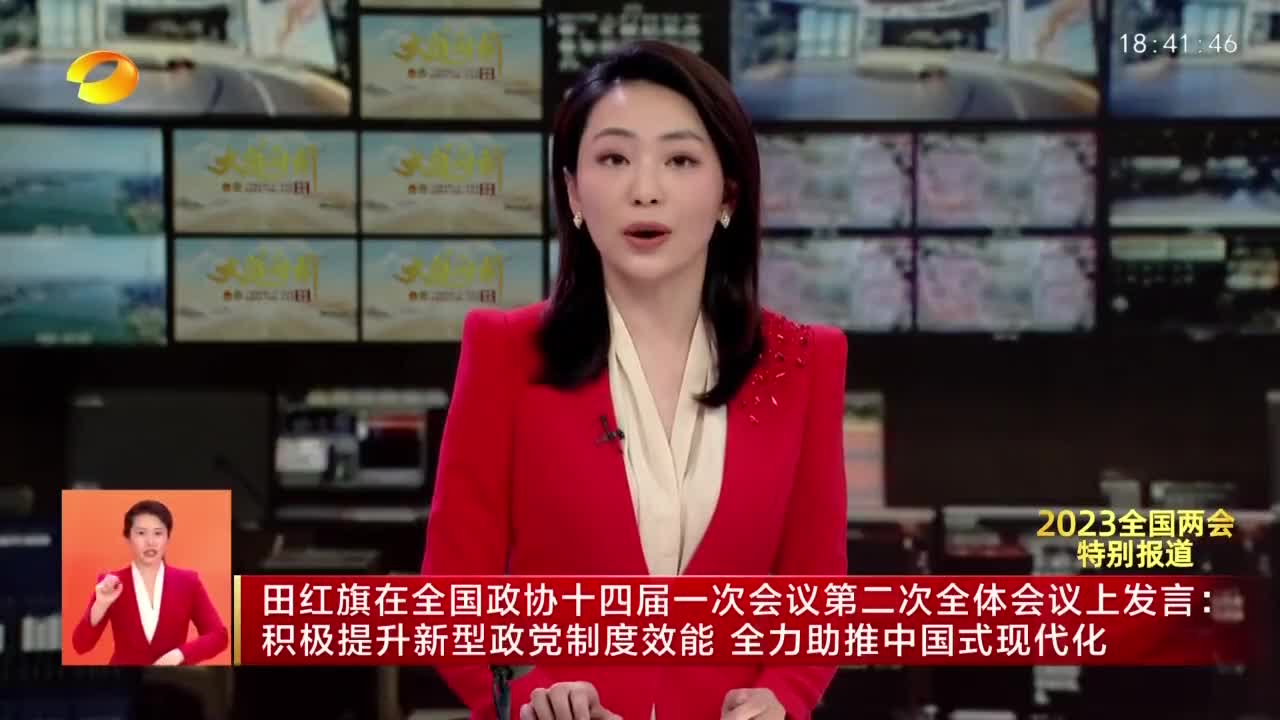 18:41:46
2023全国两会
特别报道
田红旗在全国政协十四届一次会议第二次全体会议上发言：
积极提升新型政党制度效能 全力助推中国式现代化